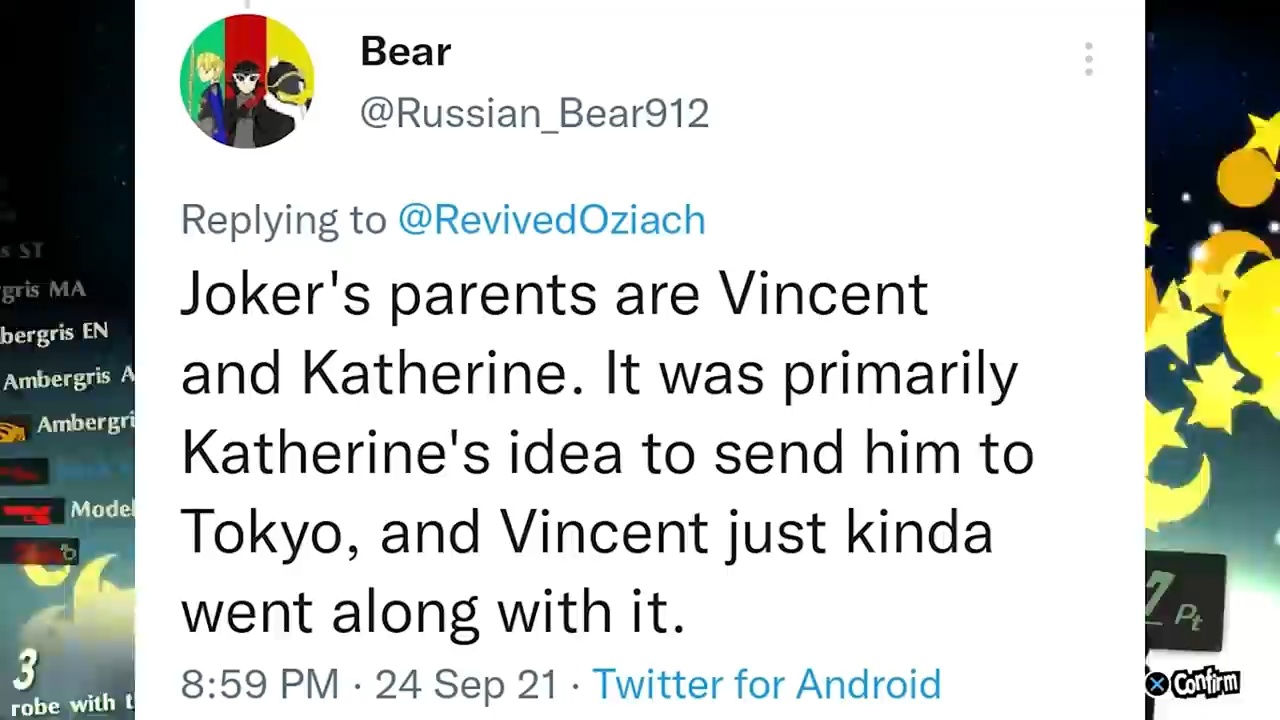 Bear
@Russian_Bear912
Replying to @RevivedOziach
Joker's parents are Vincent
and Katherine. It was primarily
Katherine's idea to send him to
Tokyo, and Vincent just kinda
went along with it.
8:59 PM · 24 Sep 21 · Twitter for Android
s ST
gris MA
bergris EN
Ambergris A
Ambergri
Model
3
robe with t
Pt
Confirm